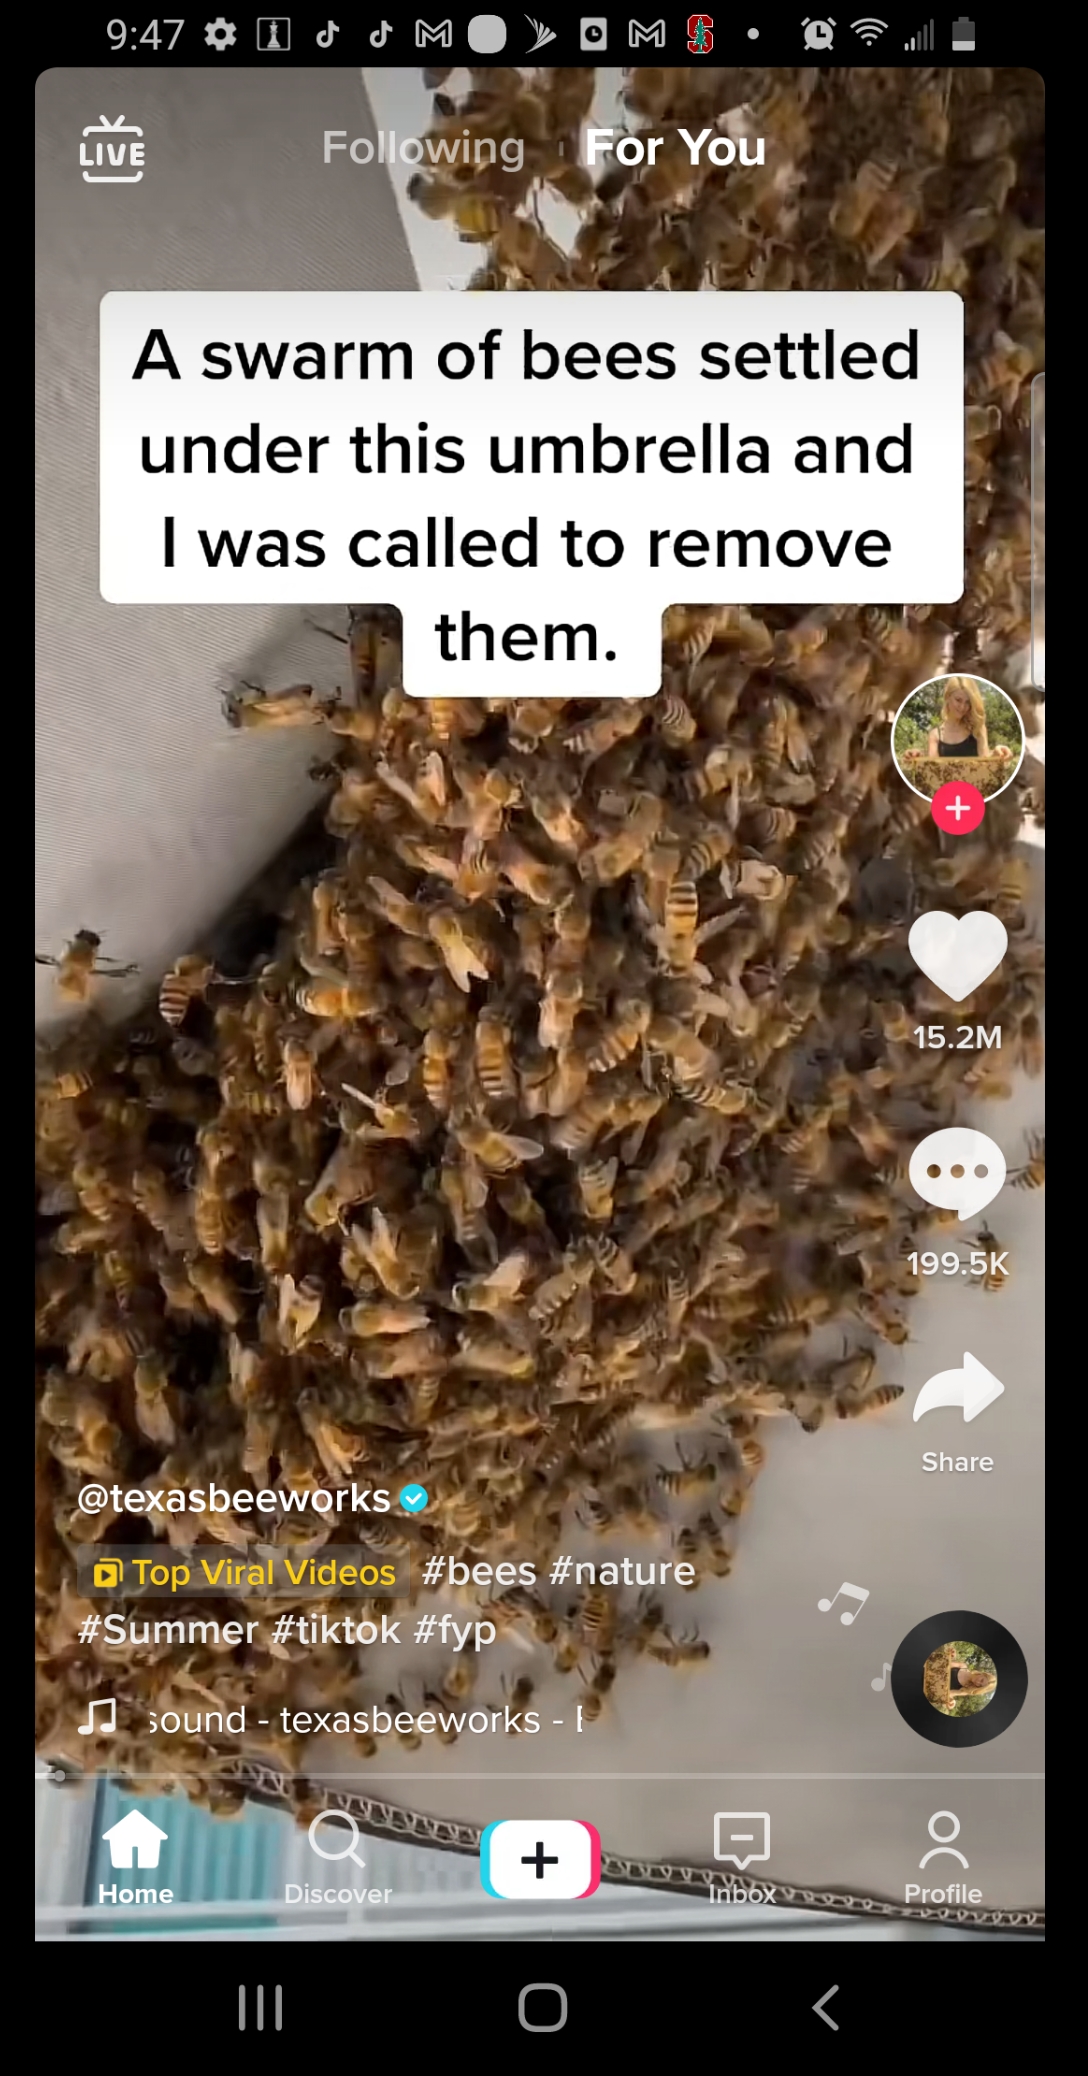 9:47
LIVE
Following
For You
A swarm of bees settled
under this umbrella and
I was called to remove
them.
15.2M
199.5K
Share
@texasbeeworks
Top Viral Videos #bees #nature
#Summer #tiktok #fyp
sound - texasbeeworks -
Home
Discover
Inbox
Profile